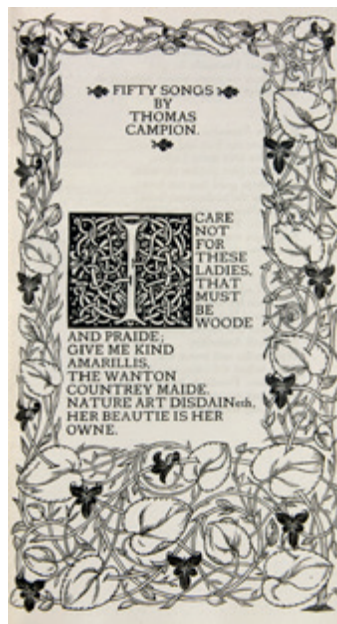 FIFTY SONGS
BY
THOMAS
CAMPION.
I CARE
NOT
FOR
THESE
LADIES,
THAT
MUST
BE
WOODE
AND PRAIDE;
GIVE ME KIND
AMARILLIS,
THE WANTON
COUNTREY MAIDE.
NATURE ART DISDAINeth,
HER BEAUTIE IS HER
OWNE.